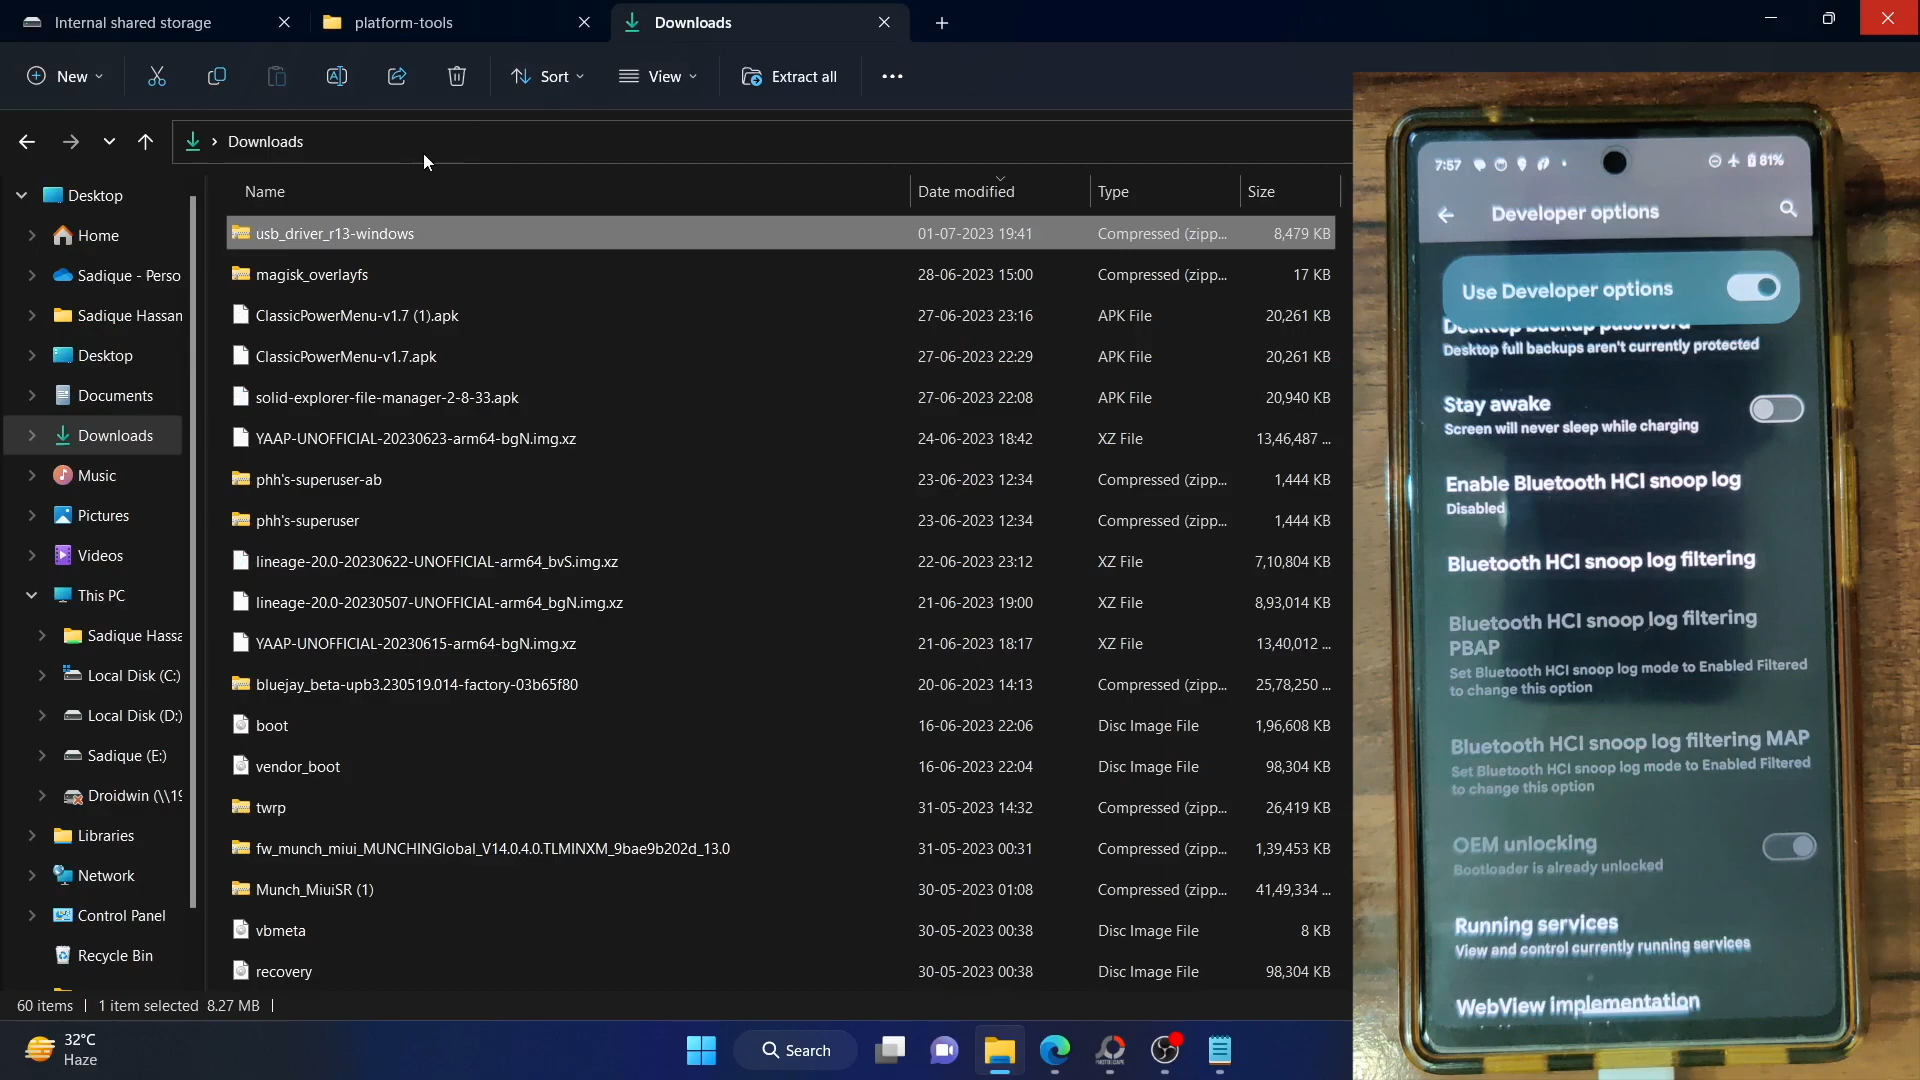 Internal shared storage
platform-tools
Downloads
New
Sort
View
Extract all
Downloads
Name
Date modified
Type
Size
usb_driver_r13-windows
01-07-2023 19:41
Compressed (zipp...
8,479 KB
magisk_overlayfs
28-06-2023 15:00
Compressed (zipp...
17 KB
ClassicPowerMenu-v1.7 (1).apk
27-06-2023 23:16
APK File
20,261 KB
ClassicPowerMenu-v1.7.apk
27-06-2023 22:29
APK File
20,261 KB
solid-explorer-file-manager-2-8-33.apk
27-06-2023 22:08
APK File
20,940 KB
YAAP-UNOFFICIAL-20230623-arm64-bgN.img.xz
24-06-2023 18:42
XZ File
13,46,487 ...
phh's-superuser-ab
23-06-2023 12:34
Compressed (zipp...
1,444 KB
phh's-superuser
23-06-2023 12:34
Compressed (zipp...
1,444 KB
lineage-20.0-20230622-UNOFFICIAL-arm64_bvS.img.xz
22-06-2023 23:12
XZ File
7,10,804 KB
lineage-20.0-20230507-UNOFFICIAL-arm64_bgN.img.xz
21-06-2023 19:00
XZ File
8,93,014 KB
YAAP-UNOFFICIAL-20230615-arm64-bgN.img.xz
21-06-2023 18:17
XZ File
13,40,012 ...
bluejay_beta-upb3.230519.014-factory-03b65f80
20-06-2023 14:13
Compressed (zipp...
25,78,250 ...
boot
16-06-2023 22:06
Disc Image File
1,96,608 KB
vendor_boot
16-06-2023 22:04
Disc Image File
98,304 KB
twrp
31-05-2023 14:32
Compressed (zipp...
26,419 KB
fw_munch_miui_MUNCHINGlobal_V14.0.4.0.TLMINXM_9bae9b202d_13.0
31-05-2023 00:31
Compressed (zipp...
1,39,453 KB
Munch_MiuiSR (1)
30-05-2023 01:08
Compressed (zipp...
41,49,334 ...
vbmeta
30-05-2023 00:38
Disc Image File
8 KB
recovery
30-05-2023 00:38
Disc Image File
98,304 KB
Desktop
Home
Sadique - Perso
Sadique Hassan
Desktop
Documents
Downloads
Music
Pictures
Videos
This PC
Sadique Hassa
Local Disk (C:)
Local Disk (D:)
Sadique (E:)
Droidwin (\\19
Libraries
Network
Control Panel
Recycle Bin
60 items
1 item selected 8.27 MB
32°C
Haze
Search
7:57
81%
Developer options
Use Developer options
Desktop backup password
Desktop full backups aren't currently protected
Stay awake
Screen will never sleep while charging
Enable Bluetooth HCI snoop log
Disabled
Bluetooth HCI snoop log filtering
Bluetooth HCI snoop log filtering
PBAP
Set Bluetooth HCI snoop log mode to Enabled Filtered
to change this option
Bluetooth HCI snoop log filtering MAP
Set Bluetooth HCI snoop log mode to Enabled Filtered
to change this option
OEM unlocking
Bootloader is already unlocked
Running services
View and control currently running services
WebView implementation